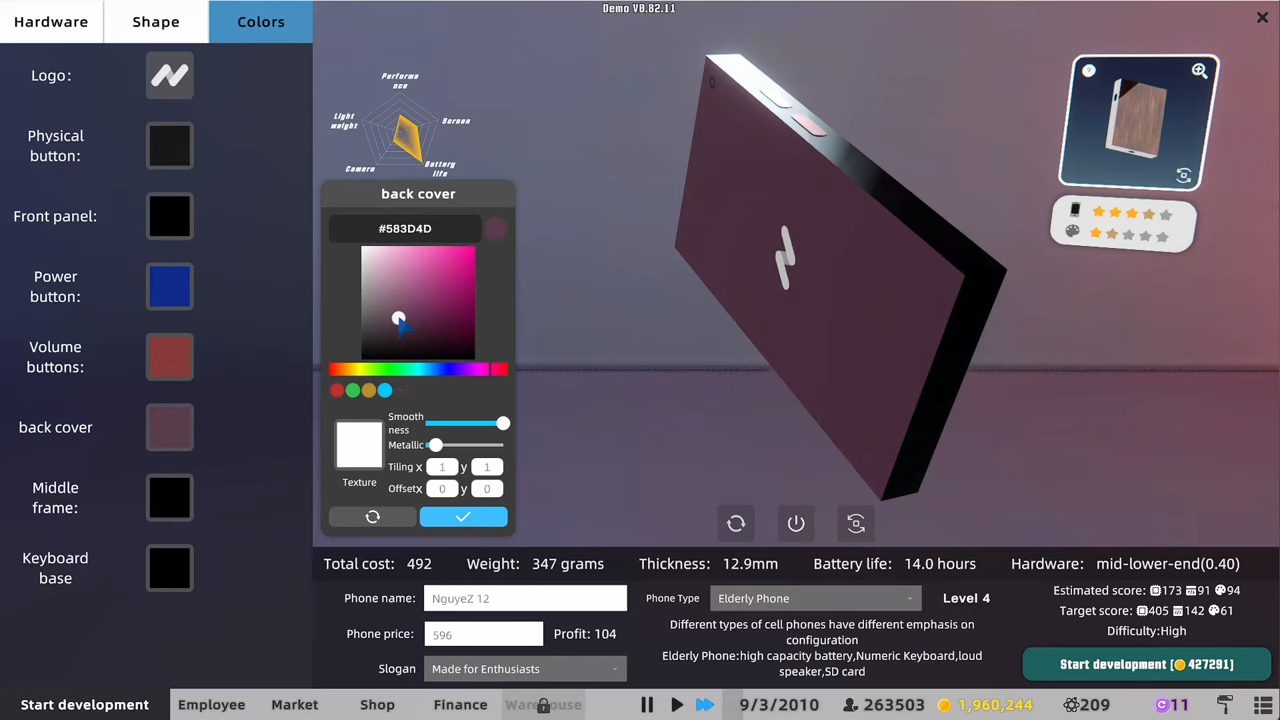 Demo V0.82.11
Hardware
Shape
Colors
Logo:
Physical
button:
Front panel:
Power
button:
Volume
buttons:
back cover
Middle
frame:
Keyboard
base
Performa
nce
Light
weight
Screen
Camera
Battery
life
back cover
#583D4D
Smooth
ness
Metallic
Tiling x 1 y 1
Texture
Offsetx 0 y 0
Total cost: 492
Weight: 347 grams
Thickness: 12.9mm
Battery life: 14.0 hours
Hardware: mid-lower-end(0.40)
Phone name: NguyeZ 12
Phone Type Elderly Phone
Level 4
Phone price: 596
Profit: 104
Slogan Made for Enthusiasts
Different types of cell phones have different emphasis on
configuration
Elderly Phone:high capacity battery,Numeric Keyboard,loud
speaker,SD card
Estimated score: 173 91 94
Target score: 405 142 61
Difficulty:High
Start development [427291]
Start development
Employee
Market
Shop
Finance
Warehouse
9/3/2010
263503
1,960,244
209
11